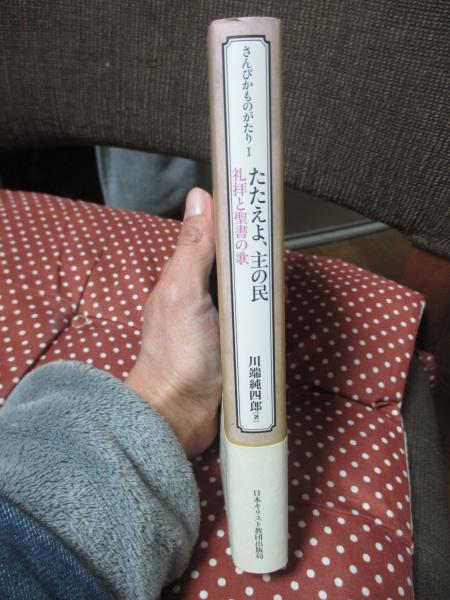 さんびかものがたりI
たたえよ、主の民
礼拝と聖書の歌
川端純四郎［著］
日本キリスト教団出版局